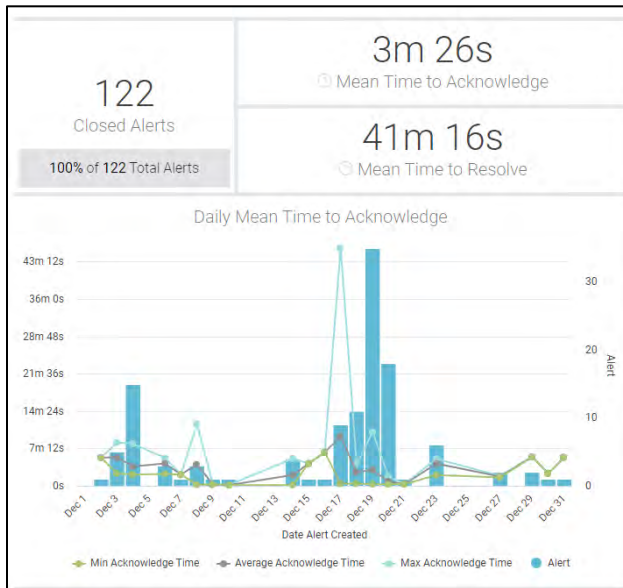 122
Closed Alerts
100% of 122 Total Alerts
3m 26s
Mean Time to Acknowledge
41m 16s
Mean Time to Resolve
Daily Mean Time to Acknowledge
43m 12s
36m 0s
28m 48s
21m 36s
14m 24s
7m 12s
0s
30
20
10
0
Alert
Dec 1
Dec 3
Dec 5
Dec 7
Dec 9
Dec 11
Dec 13
Dec 15
Dec 17
Dec 19
Dec 21
Dec 23
Dec 25
Dec 27
Dec 29
Dec 31
Date Alert Created
Min Acknowledge Time
Average Acknowledge Time
Max Acknowledge Time
Alert